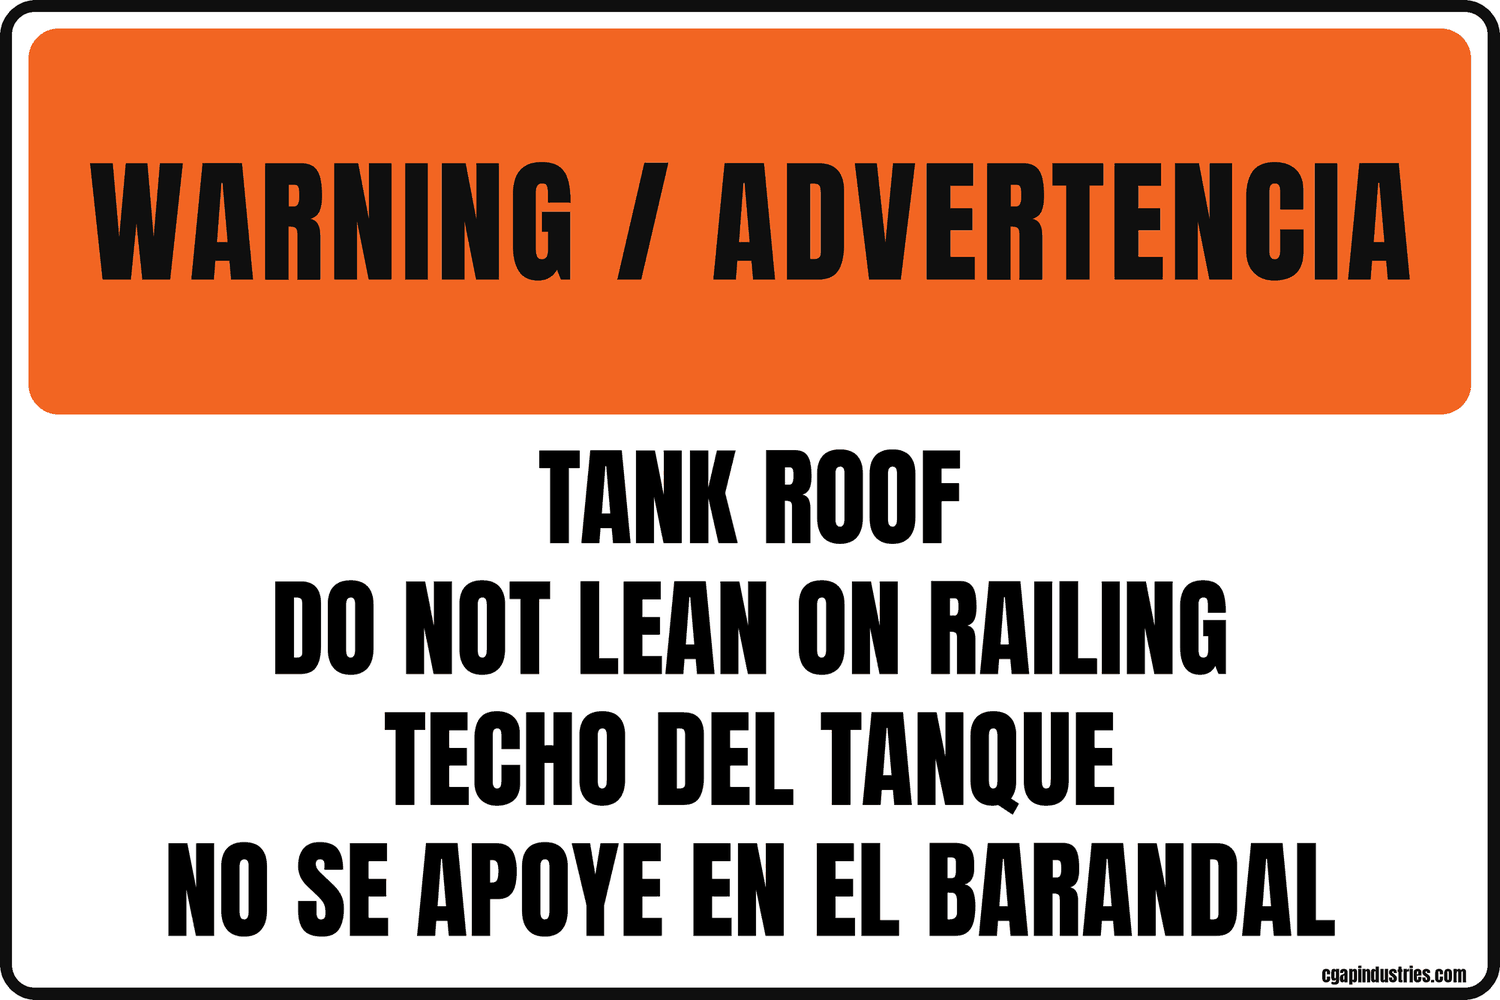 WARNING / ADVERTENCIA
TANK ROOF
DO NOT LEAN ON RAILING
TECHO DEL TANQUE
NO SE APOYE EN EL BARANDAL
cgapindustries.com